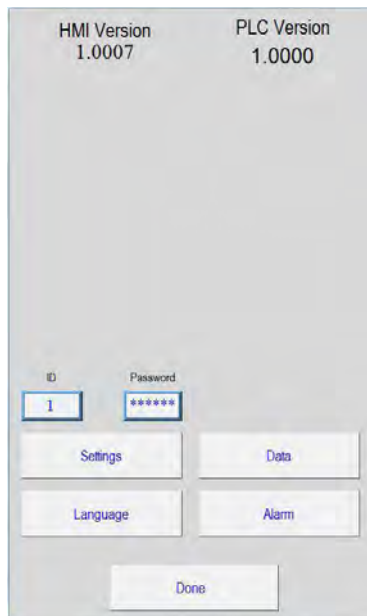 HMI Version PLC Version
1.0007 1.0000
ID Password
1 ******
Settings Data
Language Alarm
Done